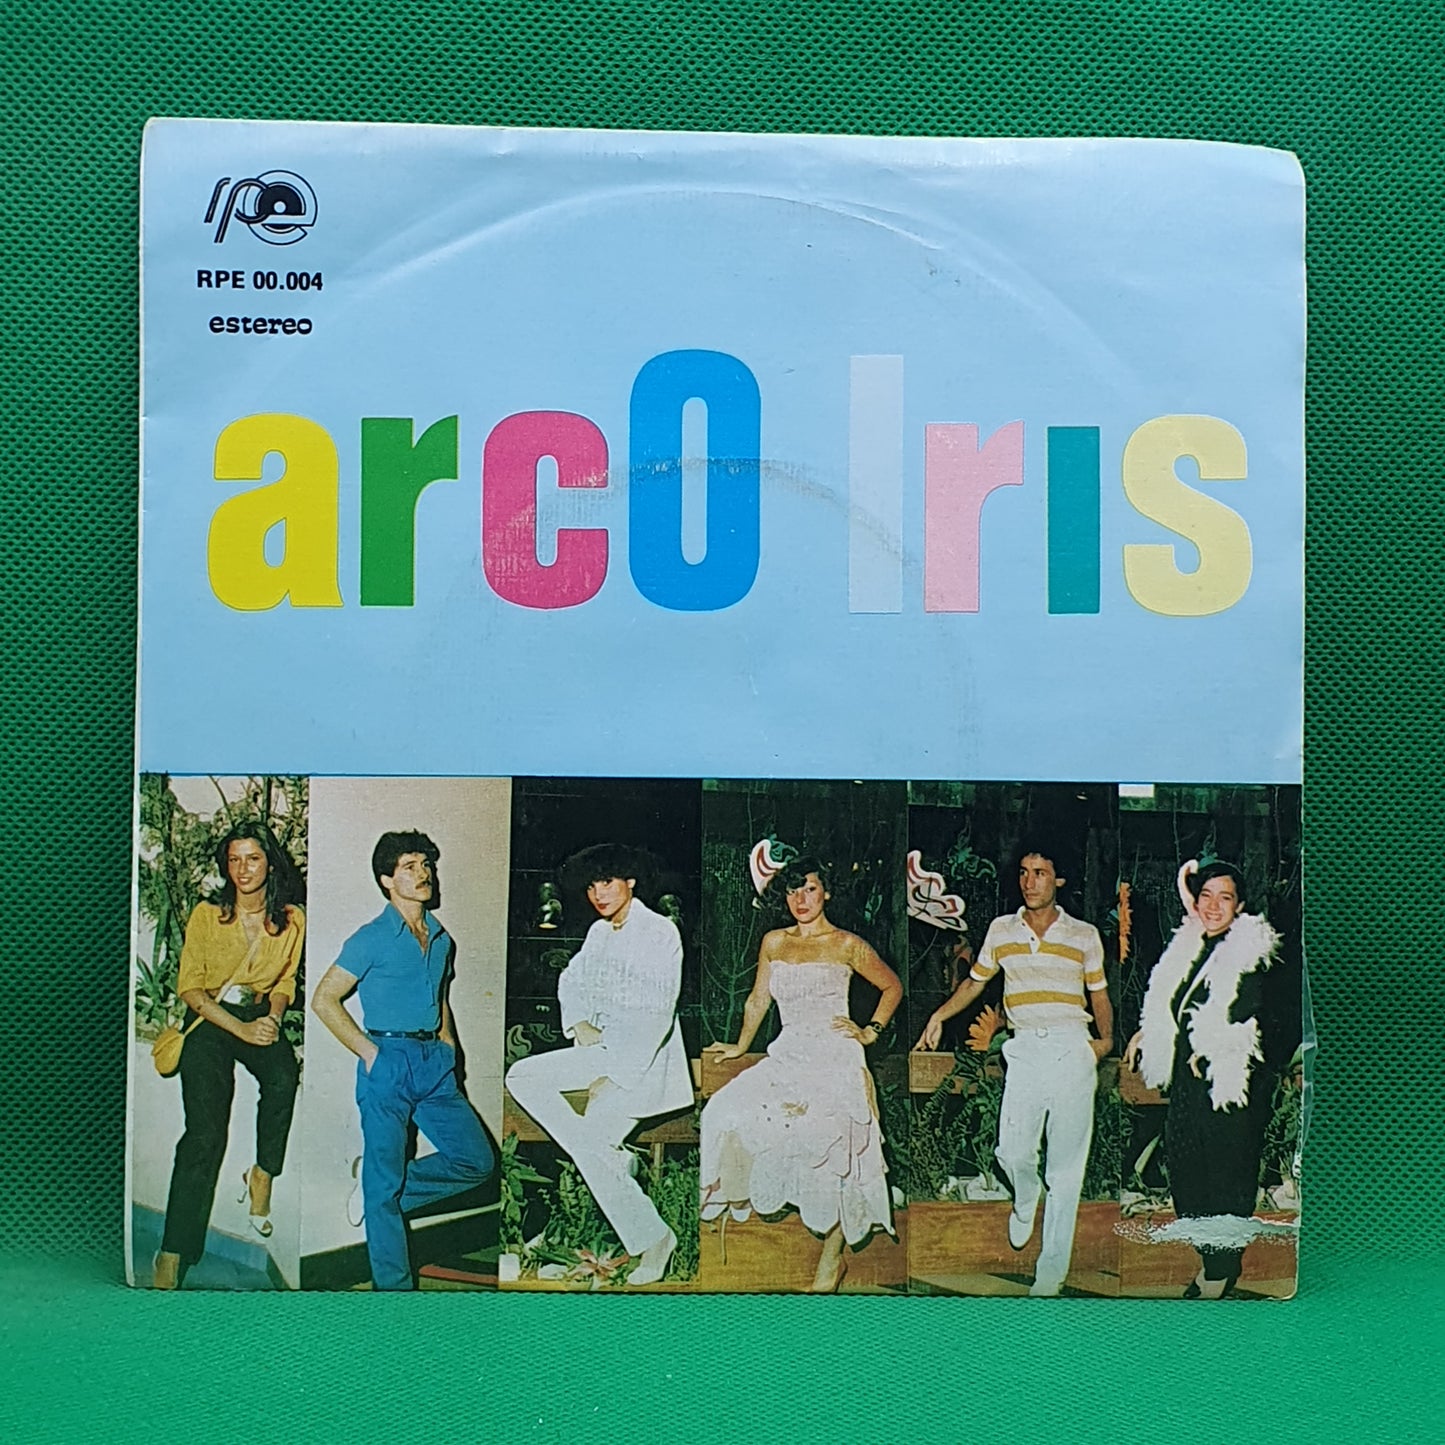 rpe
RPE 00.004
estereo
arcO Iris